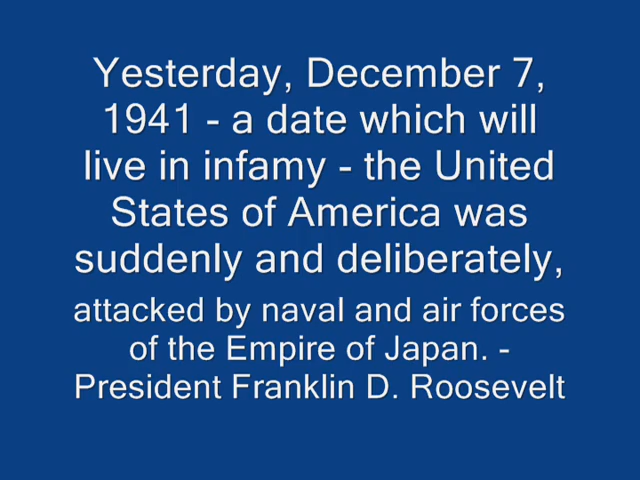 Yesterday, December 7,
1941 - a date which will
live in infamy - the United
States of America was
suddenly and deliberately,
attacked by naval and air forces
of the Empire of Japan. -
President Franklin D. Roosevelt